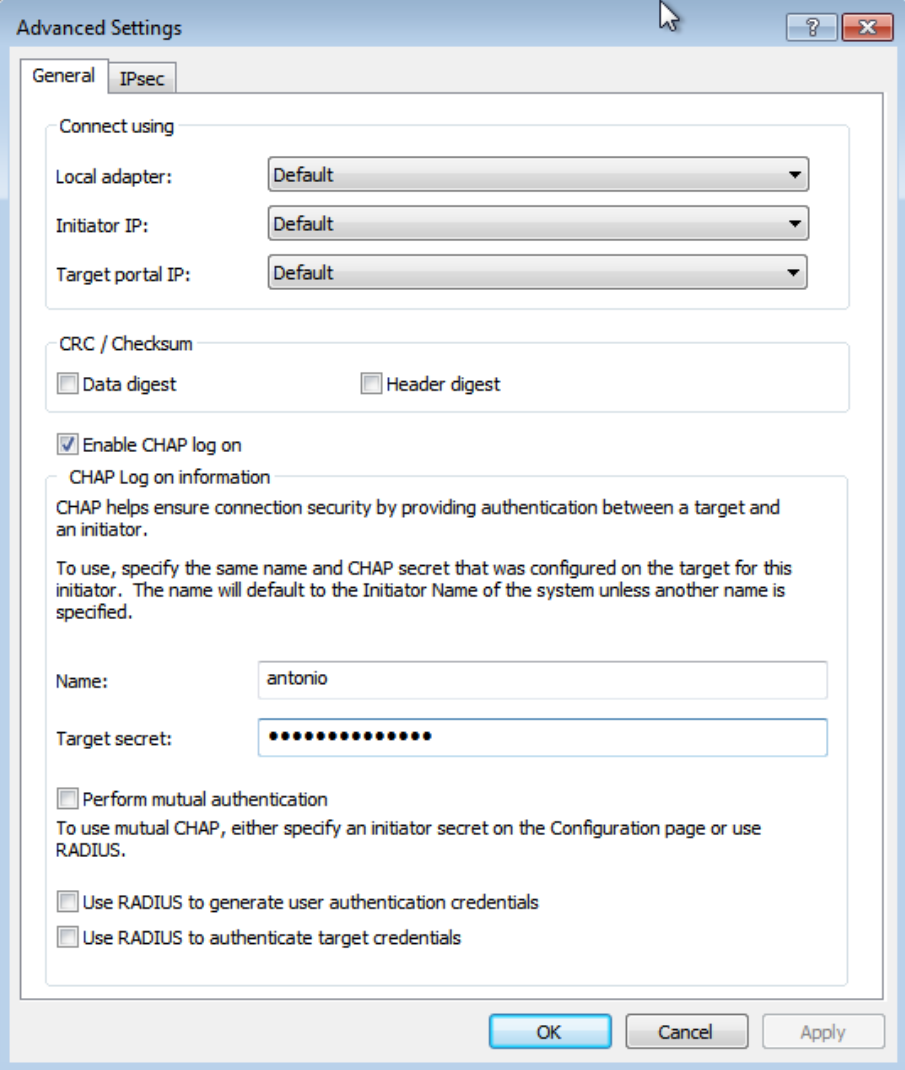 Advanced Settings
?
General IPsec
Connect using
Local adapter: Default
Initiator IP: Default
Target portal IP: Default
CRC / Checksum
Data digest Header digest
Enable CHAP log on
CHAP Log on information
CHAP helps ensure connection security by providing authentication between a target and
an initiator.
To use, specify the same name and CHAP secret that was configured on the target for this
initiator. The name will default to the Initiator Name of the system unless another name is
specified.
Name: antonio
Target secret: ••••••••••••••
Perform mutual authentication
To use mutual CHAP, either specify an initiator secret on the Configuration page or use
RADIUS.
Use RADIUS to generate user authentication credentials
Use RADIUS to authenticate target credentials
OK Cancel Apply